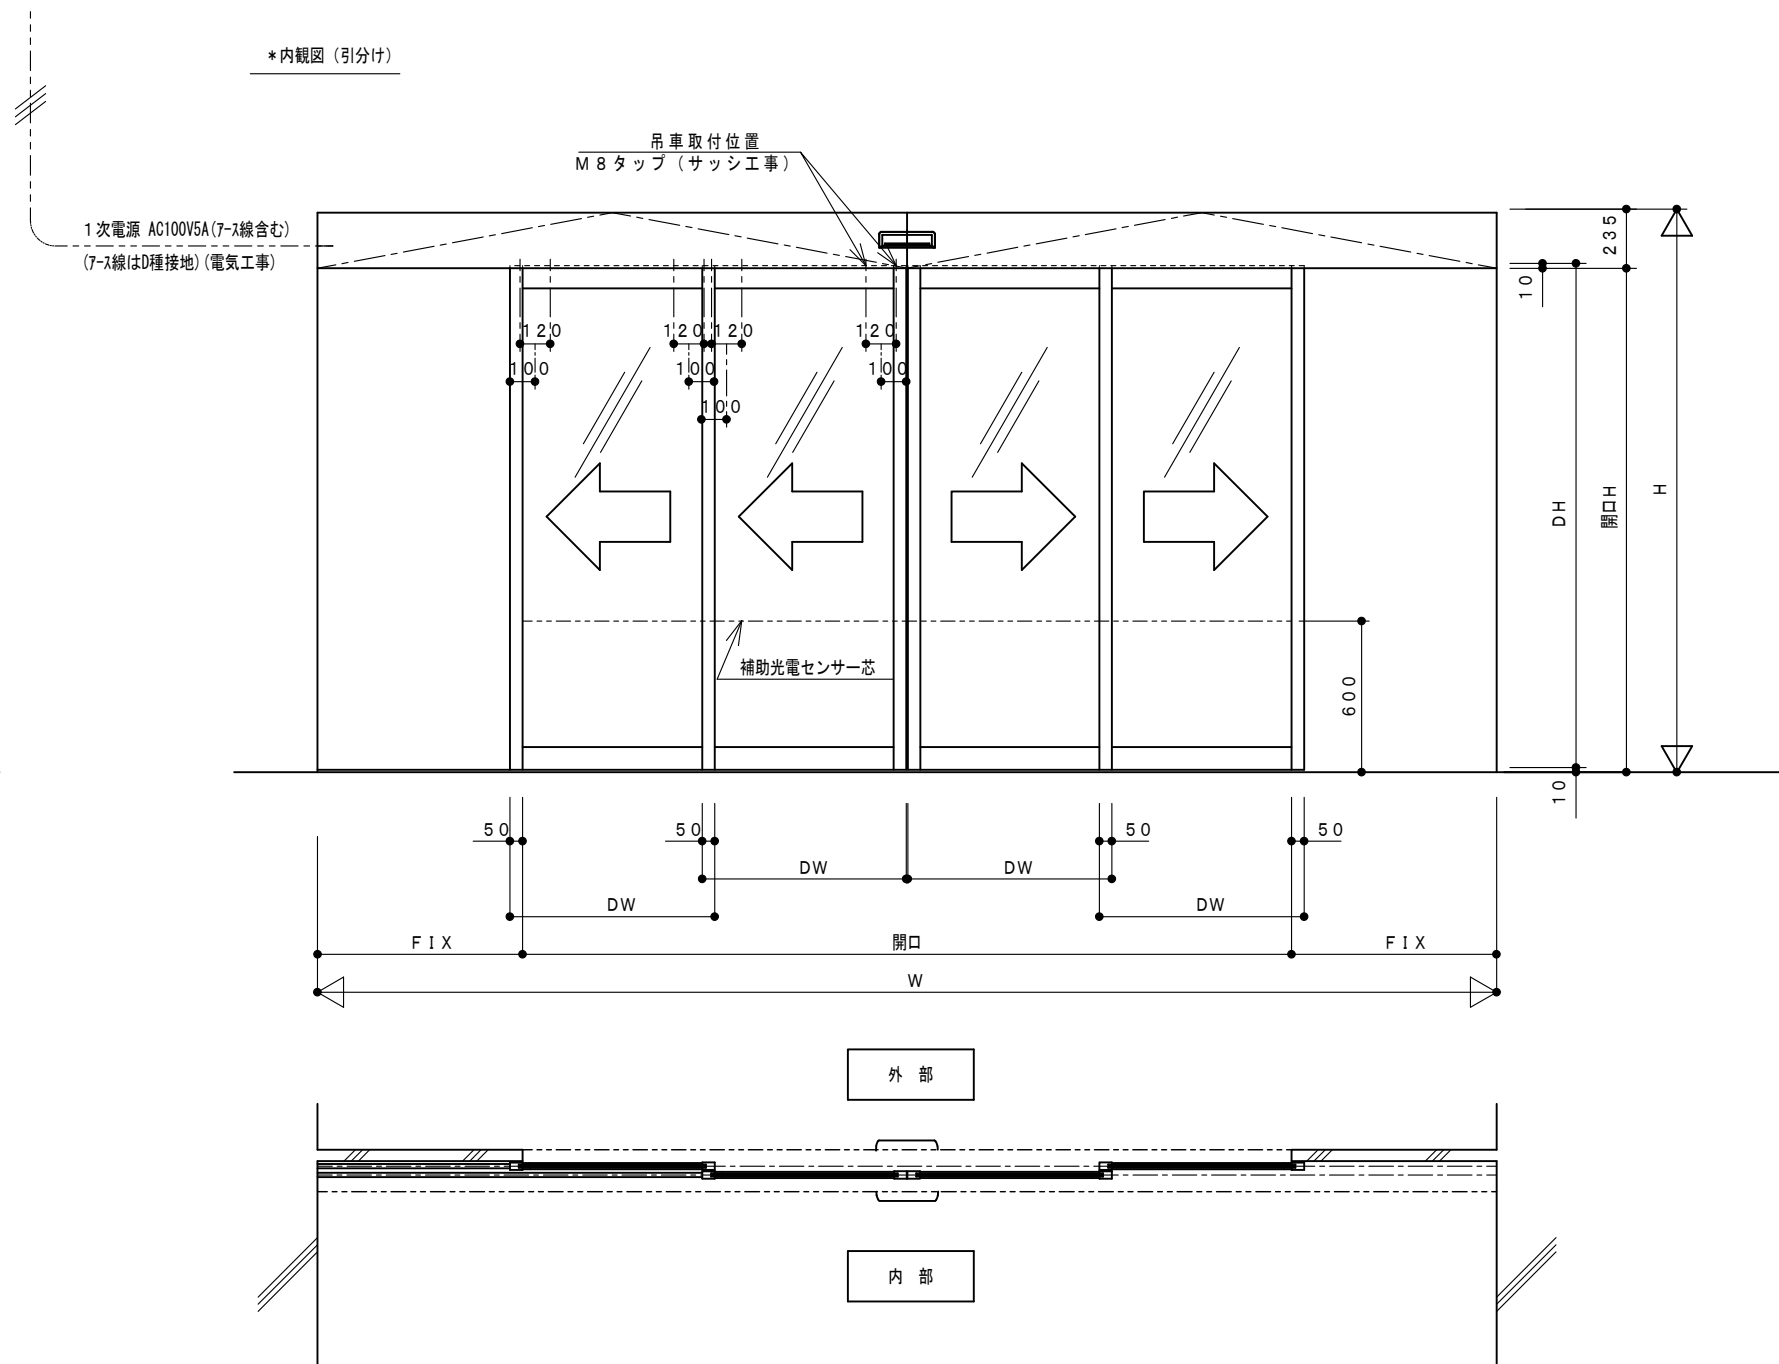 *内観図 (引分け)
吊車取付位置
M8タップ (サッシ工事)
1次電源 AC100V5A(アース線含む)
(アース線はD種接地)(電気工事)
235
10
120
120
120
120
100
100
100
100
DH
開口H
H
補助光電センサー芯
600
10
50
50
50
50
DW
DW
DW
DW
FIX
開口
FIX
W
外部
内部